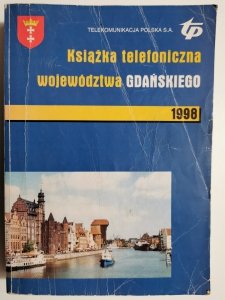 TELEKOMUNIKACJA POLSKA S.A.
tp
Książka telefoniczna
województwa GDAŃSKIEGO
1998